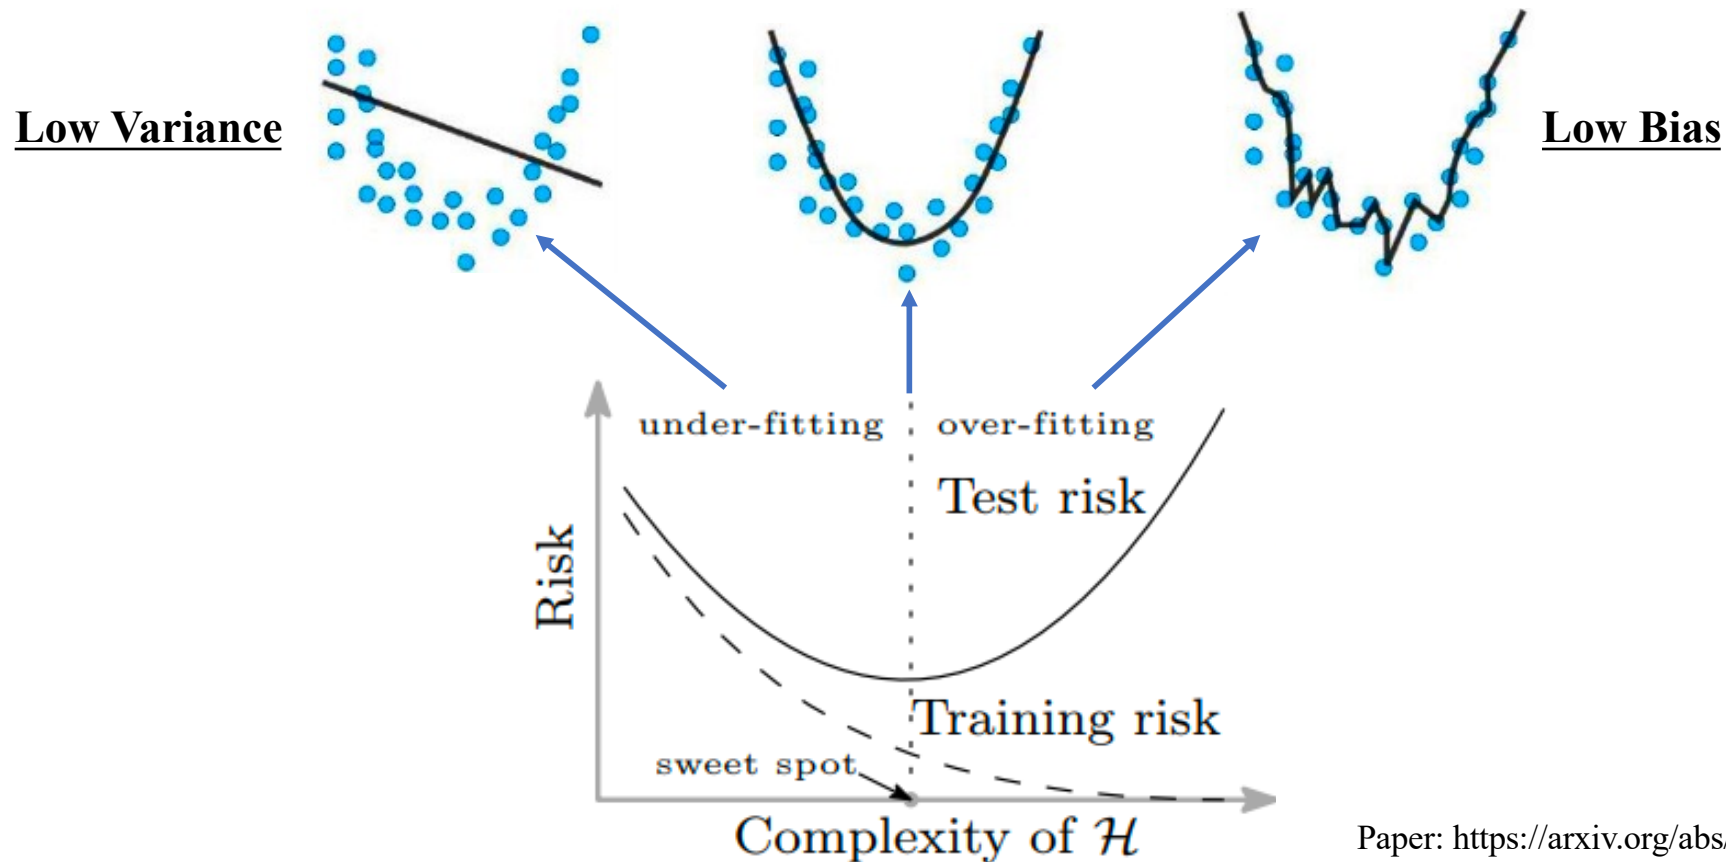 Low Variance
Low Bias
under-fitting
over-fitting
Test risk
Risk
Training risk
sweet spot
Complexity of ℋ
Paper: https://arxiv.org/abs/